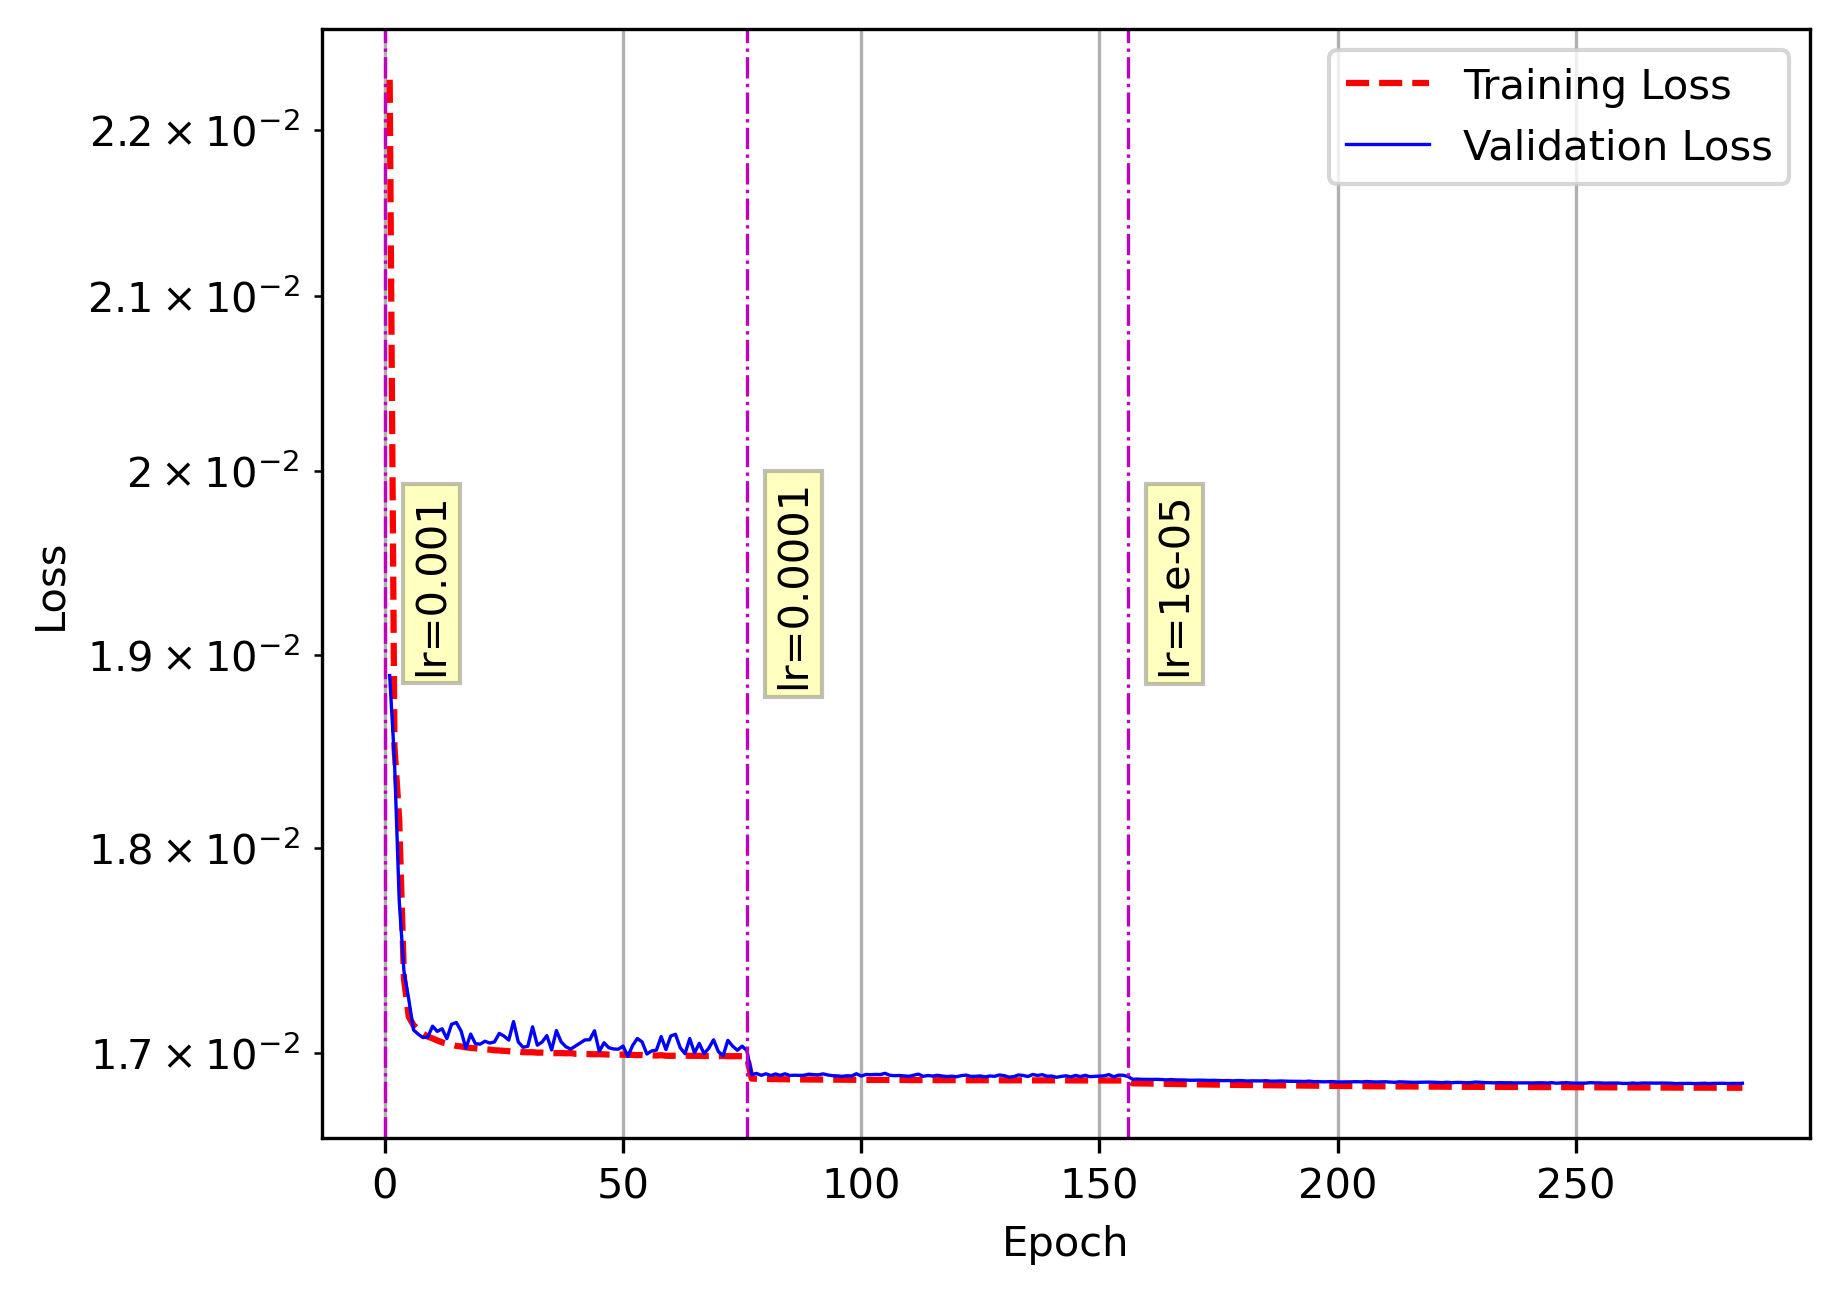 Training Loss
Validation Loss
2.2 × 10⁻²
2.1 × 10⁻²
2 × 10⁻²
1.9 × 10⁻²
1.8 × 10⁻²
1.7 × 10⁻²
Loss
lr=0.001
lr=0.0001
lr=1e-05
0 50 100 150 200 250
Epoch